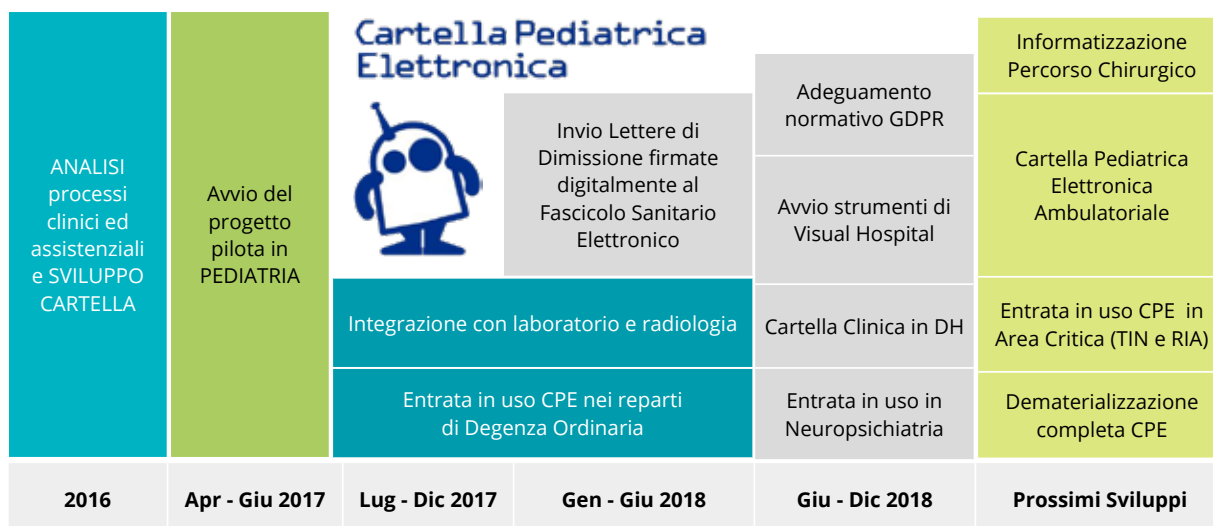 Cartella Pediatrica
Elettronica
ANALISI
processi
clinici ed
assistenziali
e SVILUPPO
CARTELLA
Avvio del
progetto
pilota in
PEDIATRIA
Invio Lettere di
Dimissione firmate
digitalmente al
Fascicolo Sanitario
Elettronico
Integrazione con laboratorio e radiologia
Entrata in uso CPE nei reparti
di Degenza Ordinaria
Adeguamento
normativo GDPR
Avvio strumenti di
Visual Hospital
Cartella Clinica in DH
Entrata in uso in
Neuropsichiatria
Informatizzazione
Percorso Chirurgico
Cartella Pediatrica
Elettronica
Ambulatoriale
Entrata in uso CPE in
Area Critica (TIN e RIA)
Dematerializzazione
completa CPE
2016
Apr - Giu 2017
Lug - Dic 2017
Gen - Giu 2018
Giu - Dic 2018
Prossimi Sviluppi